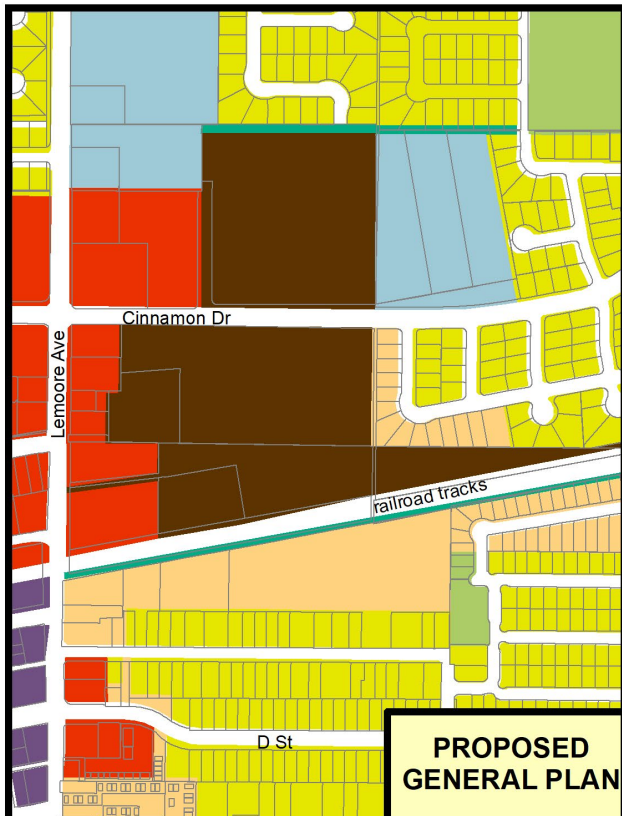 Cinnamon Dr
Lemoore Ave
railroad tracks
D St
PROPOSED
GENERAL PLAN